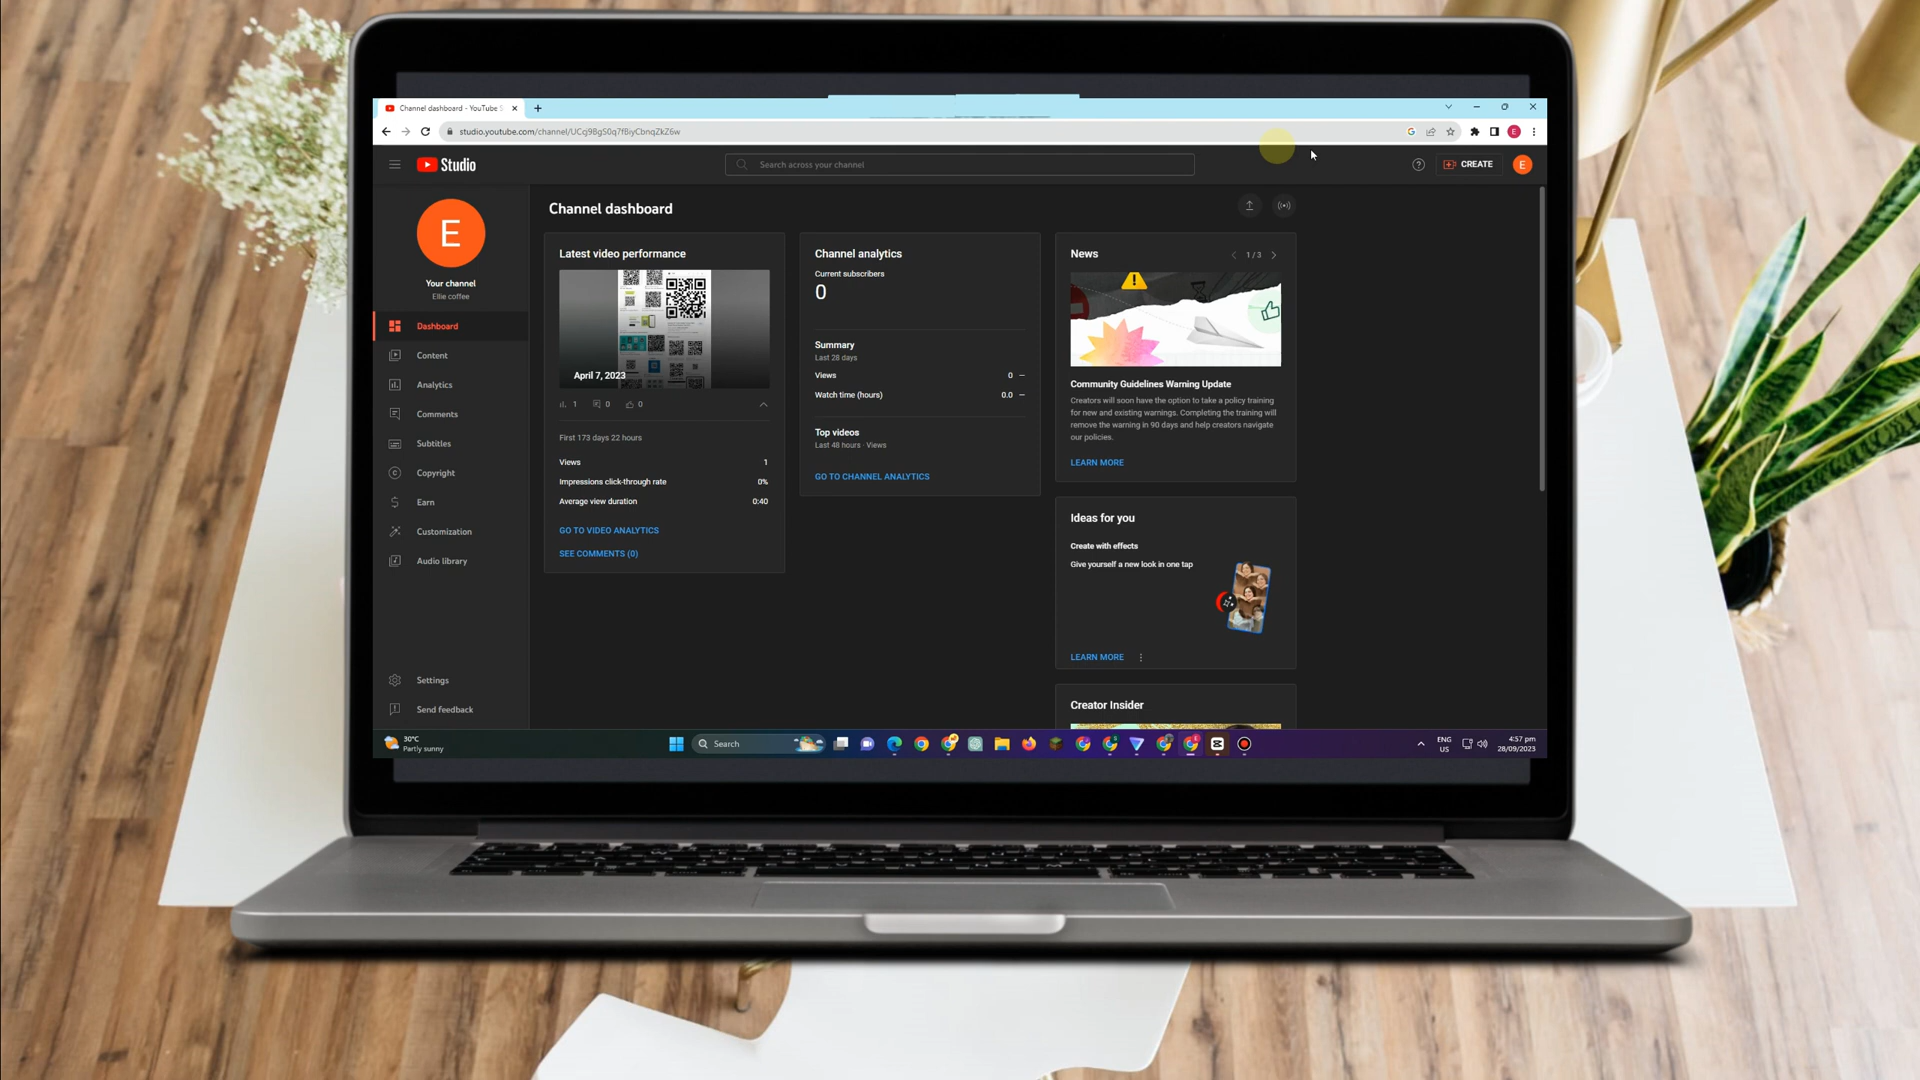 Channel dashboard - YouTube S
studio.youtube.com/channel/UCq9BgS0q7fBiyCbnqZkZ6w
Studio
Search across your channel
CREATE
E
E
Your channel
Ellie coffee
Dashboard
Content
Analytics
Comments
Subtitles
Copyright
Earn
Customization
Audio library
Settings
Send feedback
Channel dashboard
Latest video performance
April 7, 2023
1 0 0
First 173 days 22 hours
Views 1
Impressions click-through rate 0%
Average view duration 0:40
GO TO VIDEO ANALYTICS
SEE COMMENTS (0)
Channel analytics
Current subscribers
0
Summary
Last 28 days
Views 0 —
Watch time (hours) 0.0 —
Top videos
Last 48 hours · Views
GO TO CHANNEL ANALYTICS
News
1 / 3
Community Guidelines Warning Update
Creators will soon have the option to take a policy training
for new and existing warnings. Completing the training will
remove the warning in 90 days and help creators navigate
our policies.
LEARN MORE
Ideas for you
Create with effects
Give yourself a new look in one tap
LEARN MORE
Creator Insider
30°C
Partly sunny
Search
ENG
US
4:57 pm
28/09/2023